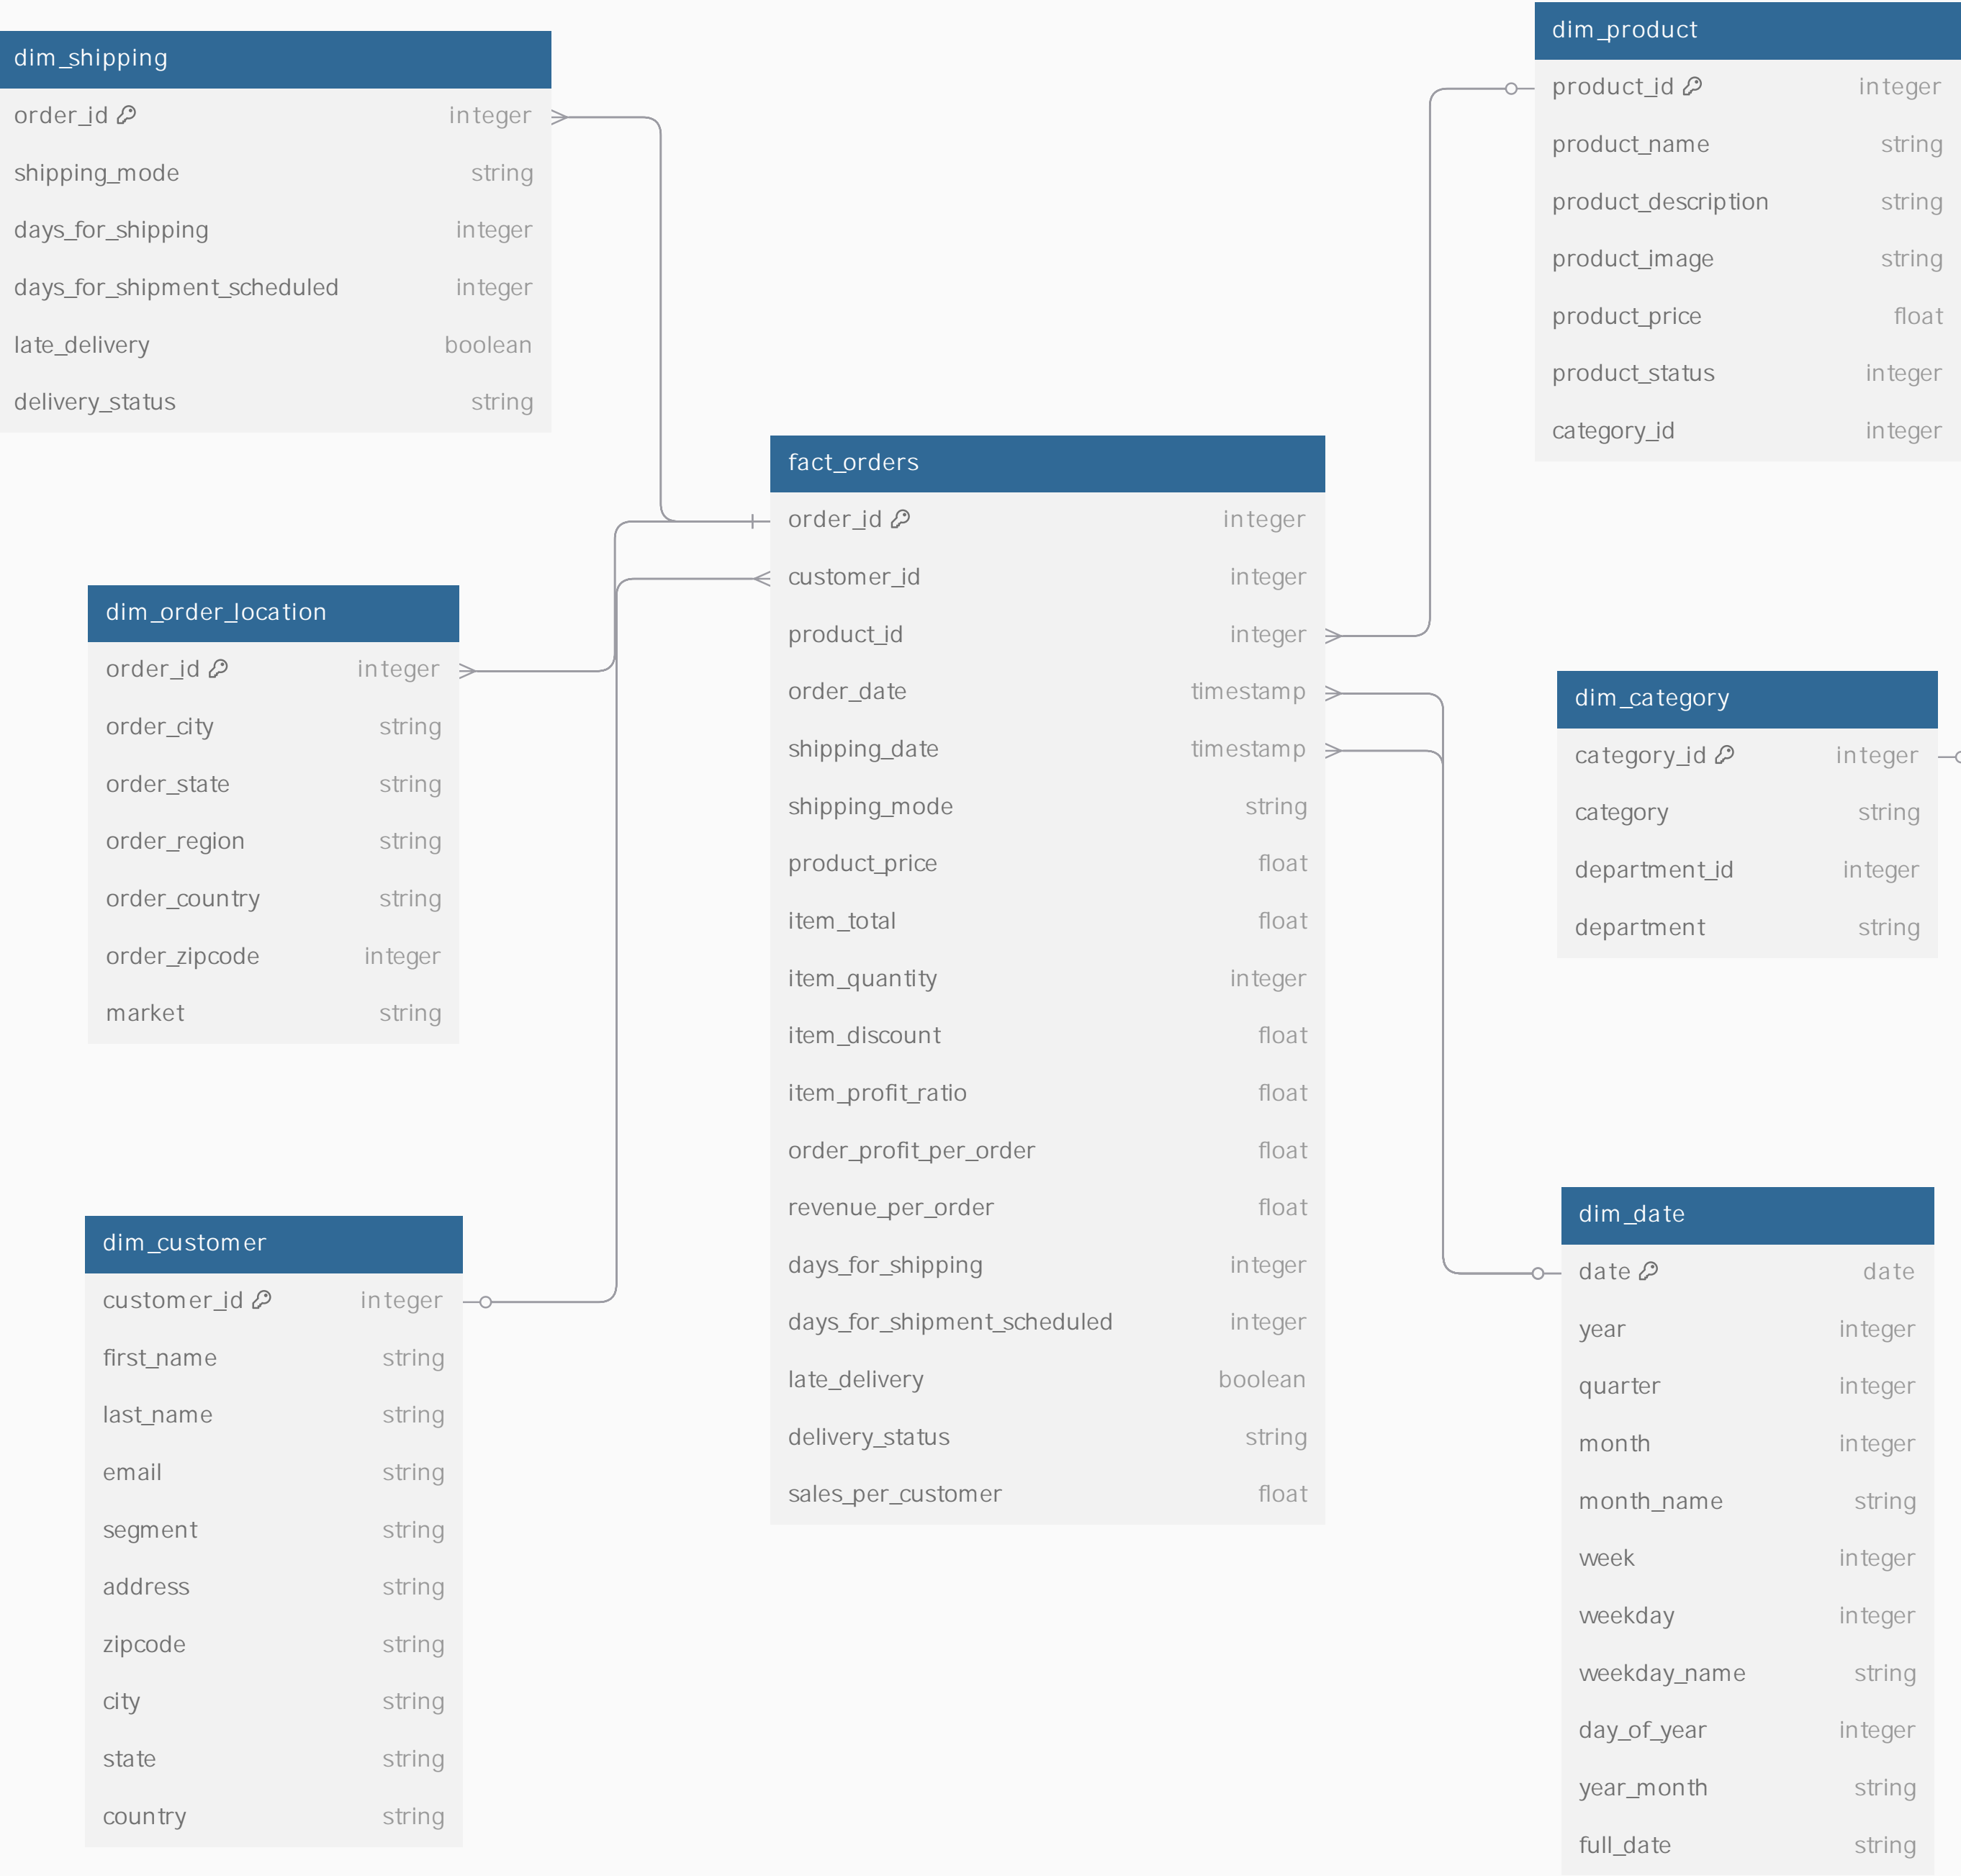 dim_shipping
order_id integer
shipping_mode string
days_for_shipping integer
days_for_shipment_scheduled integer
late_delivery boolean
delivery_status string
dim_order_location
order_id integer
order_city string
order_state string
order_region string
order_country string
order_zipcode integer
market string
dim_customer
customer_id integer
first_name string
last_name string
email string
segment string
address string
zipcode string
city string
state string
country string
fact_orders
order_id integer
customer_id integer
product_id integer
order_date timestamp
shipping_date timestamp
shipping_mode string
product_price float
item_total float
item_quantity integer
item_discount float
item_profit_ratio float
order_profit_per_order float
revenue_per_order float
days_for_shipping integer
days_for_shipment_scheduled integer
late_delivery boolean
delivery_status string
sales_per_customer float
dim_product
product_id integer
product_name string
product_description string
product_image string
product_price float
product_status integer
category_id integer
dim_category
category_id integer
category string
department_id integer
department string
dim_date
date date
year integer
quarter integer
month integer
month_name string
week integer
weekday integer
weekday_name string
day_of_year integer
year_month string
full_date string